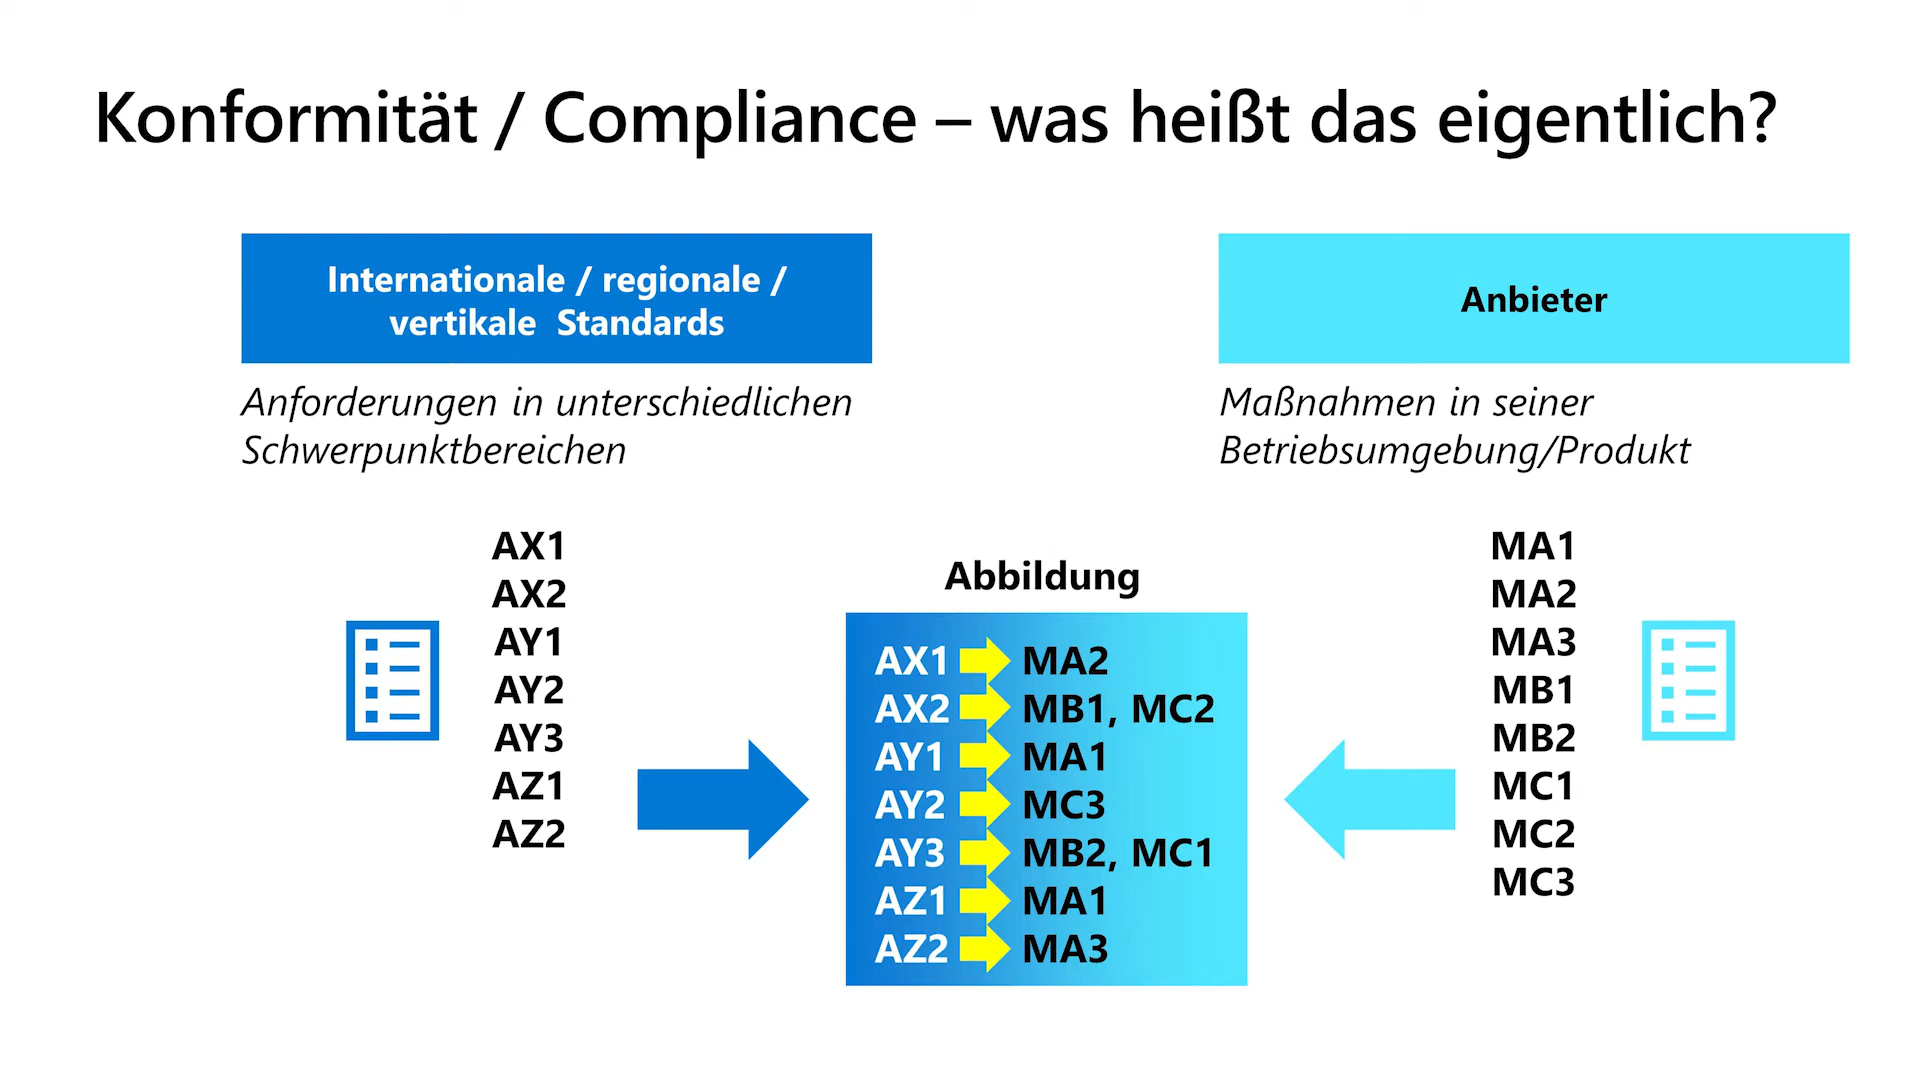 Konformität / Compliance – was heißt das eigentlich?
Internationale / regionale /
vertikale Standards
Anforderungen in unterschiedlichen
Schwerpunktbereichen
AX1
AX2
AY1
AY2
AY3
AZ1
AZ2
Abbildung
AX1 MA2
AX2 MB1, MC2
AY1 MA1
AY2 MC3
AY3 MB2, MC1
AZ1 MA1
AZ2 MA3
Anbieter
Maßnahmen in seiner
Betriebsumgebung/Produkt
MA1
MA2
MA3
MB1
MB2
MC1
MC2
MC3